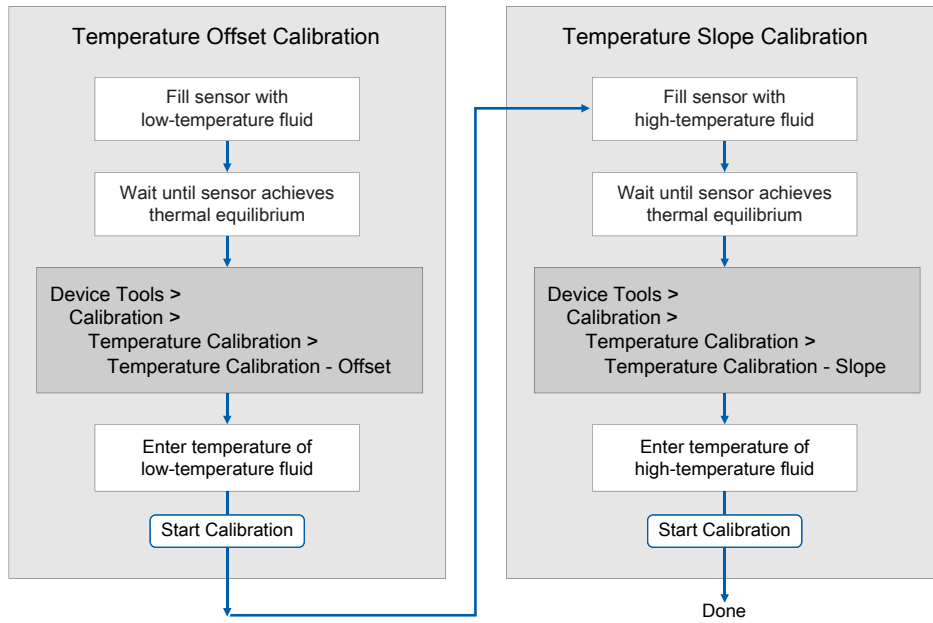 Temperature Offset Calibration
Fill sensor with
low-temperature fluid
Wait until sensor achieves
thermal equilibrium
Device Tools >
Calibration >
Temperature Calibration >
Temperature Calibration - Offset
Enter temperature of
low-temperature fluid
Start Calibration
Temperature Slope Calibration
Fill sensor with
high-temperature fluid
Wait until sensor achieves
thermal equilibrium
Device Tools >
Calibration >
Temperature Calibration >
Temperature Calibration - Slope
Enter temperature of
high-temperature fluid
Start Calibration
Done